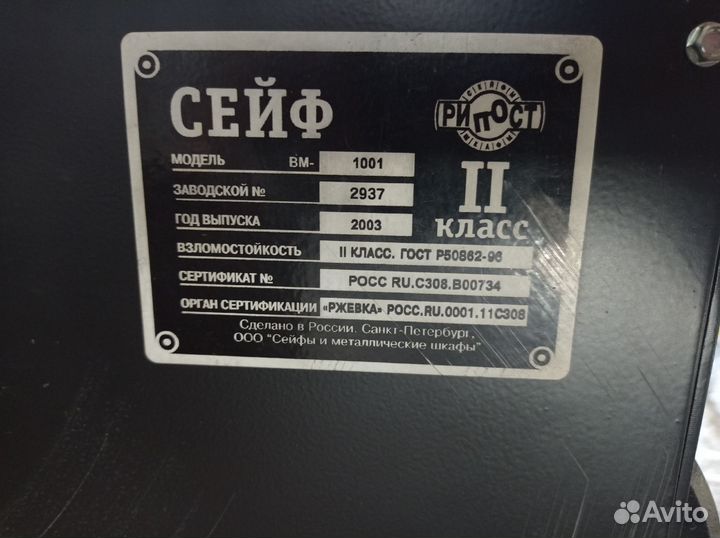 СЕЙФ
РИПОСТ
МОДЕЛЬ ВМ- 1001
ЗАВОДСКОЙ № 2937
ГОД ВЫПУСКА 2003
II
класс
ВЗЛОМОСТОЙКОСТЬ II КЛАСС. ГОСТ Р50862-96
СЕРТИФИКАТ № РОСС RU.C308.B00734
ОРГАН СЕРТИФИКАЦИИ «РЖЕВКА» РОСС.RU.0001.11С308
Сделано в России. Санкт-Петербург,
ООО "Сейфы и металлические шкафы"
Avito